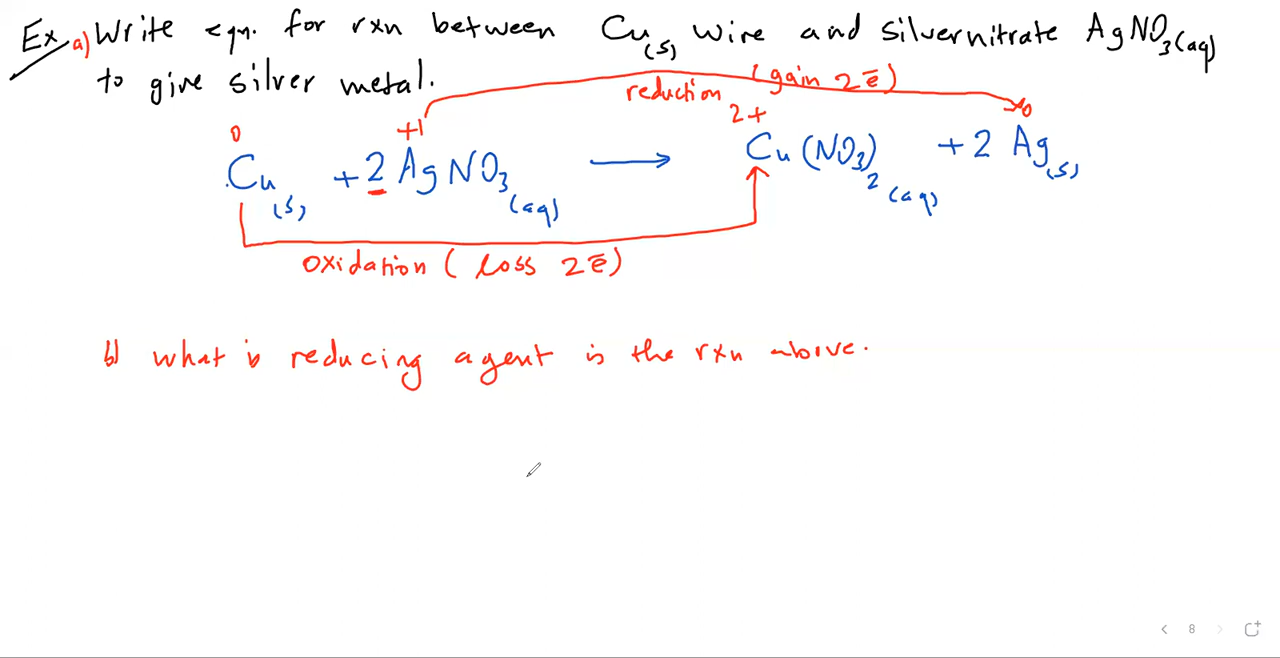 Ex a) Write eqn. for rxn between Cu(s) wire and silvernitrate AgNO3(aq)
to give silver metal.
reduction (gain 2e̅)
0 +1 2+ 0
Cu(s) + 2 AgNO3(aq) → Cu(NO3)2(aq) + 2 Ag(s)
oxidation ( loss 2e̅)
b) what is reducing agent is the rxn above.
8